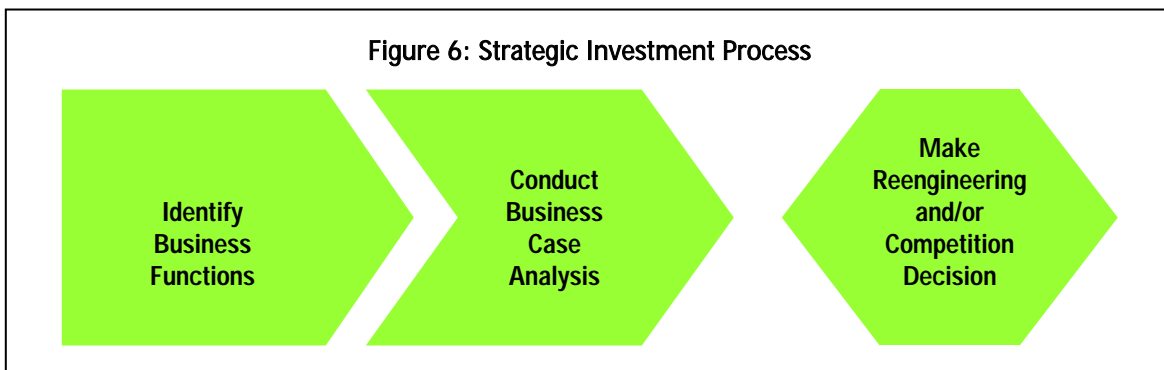 Figure 6: Strategic Investment Process
Identify
Business
Functions
Conduct
Business
Case
Analysis
Make
Reengineering
and/or
Competition
Decision